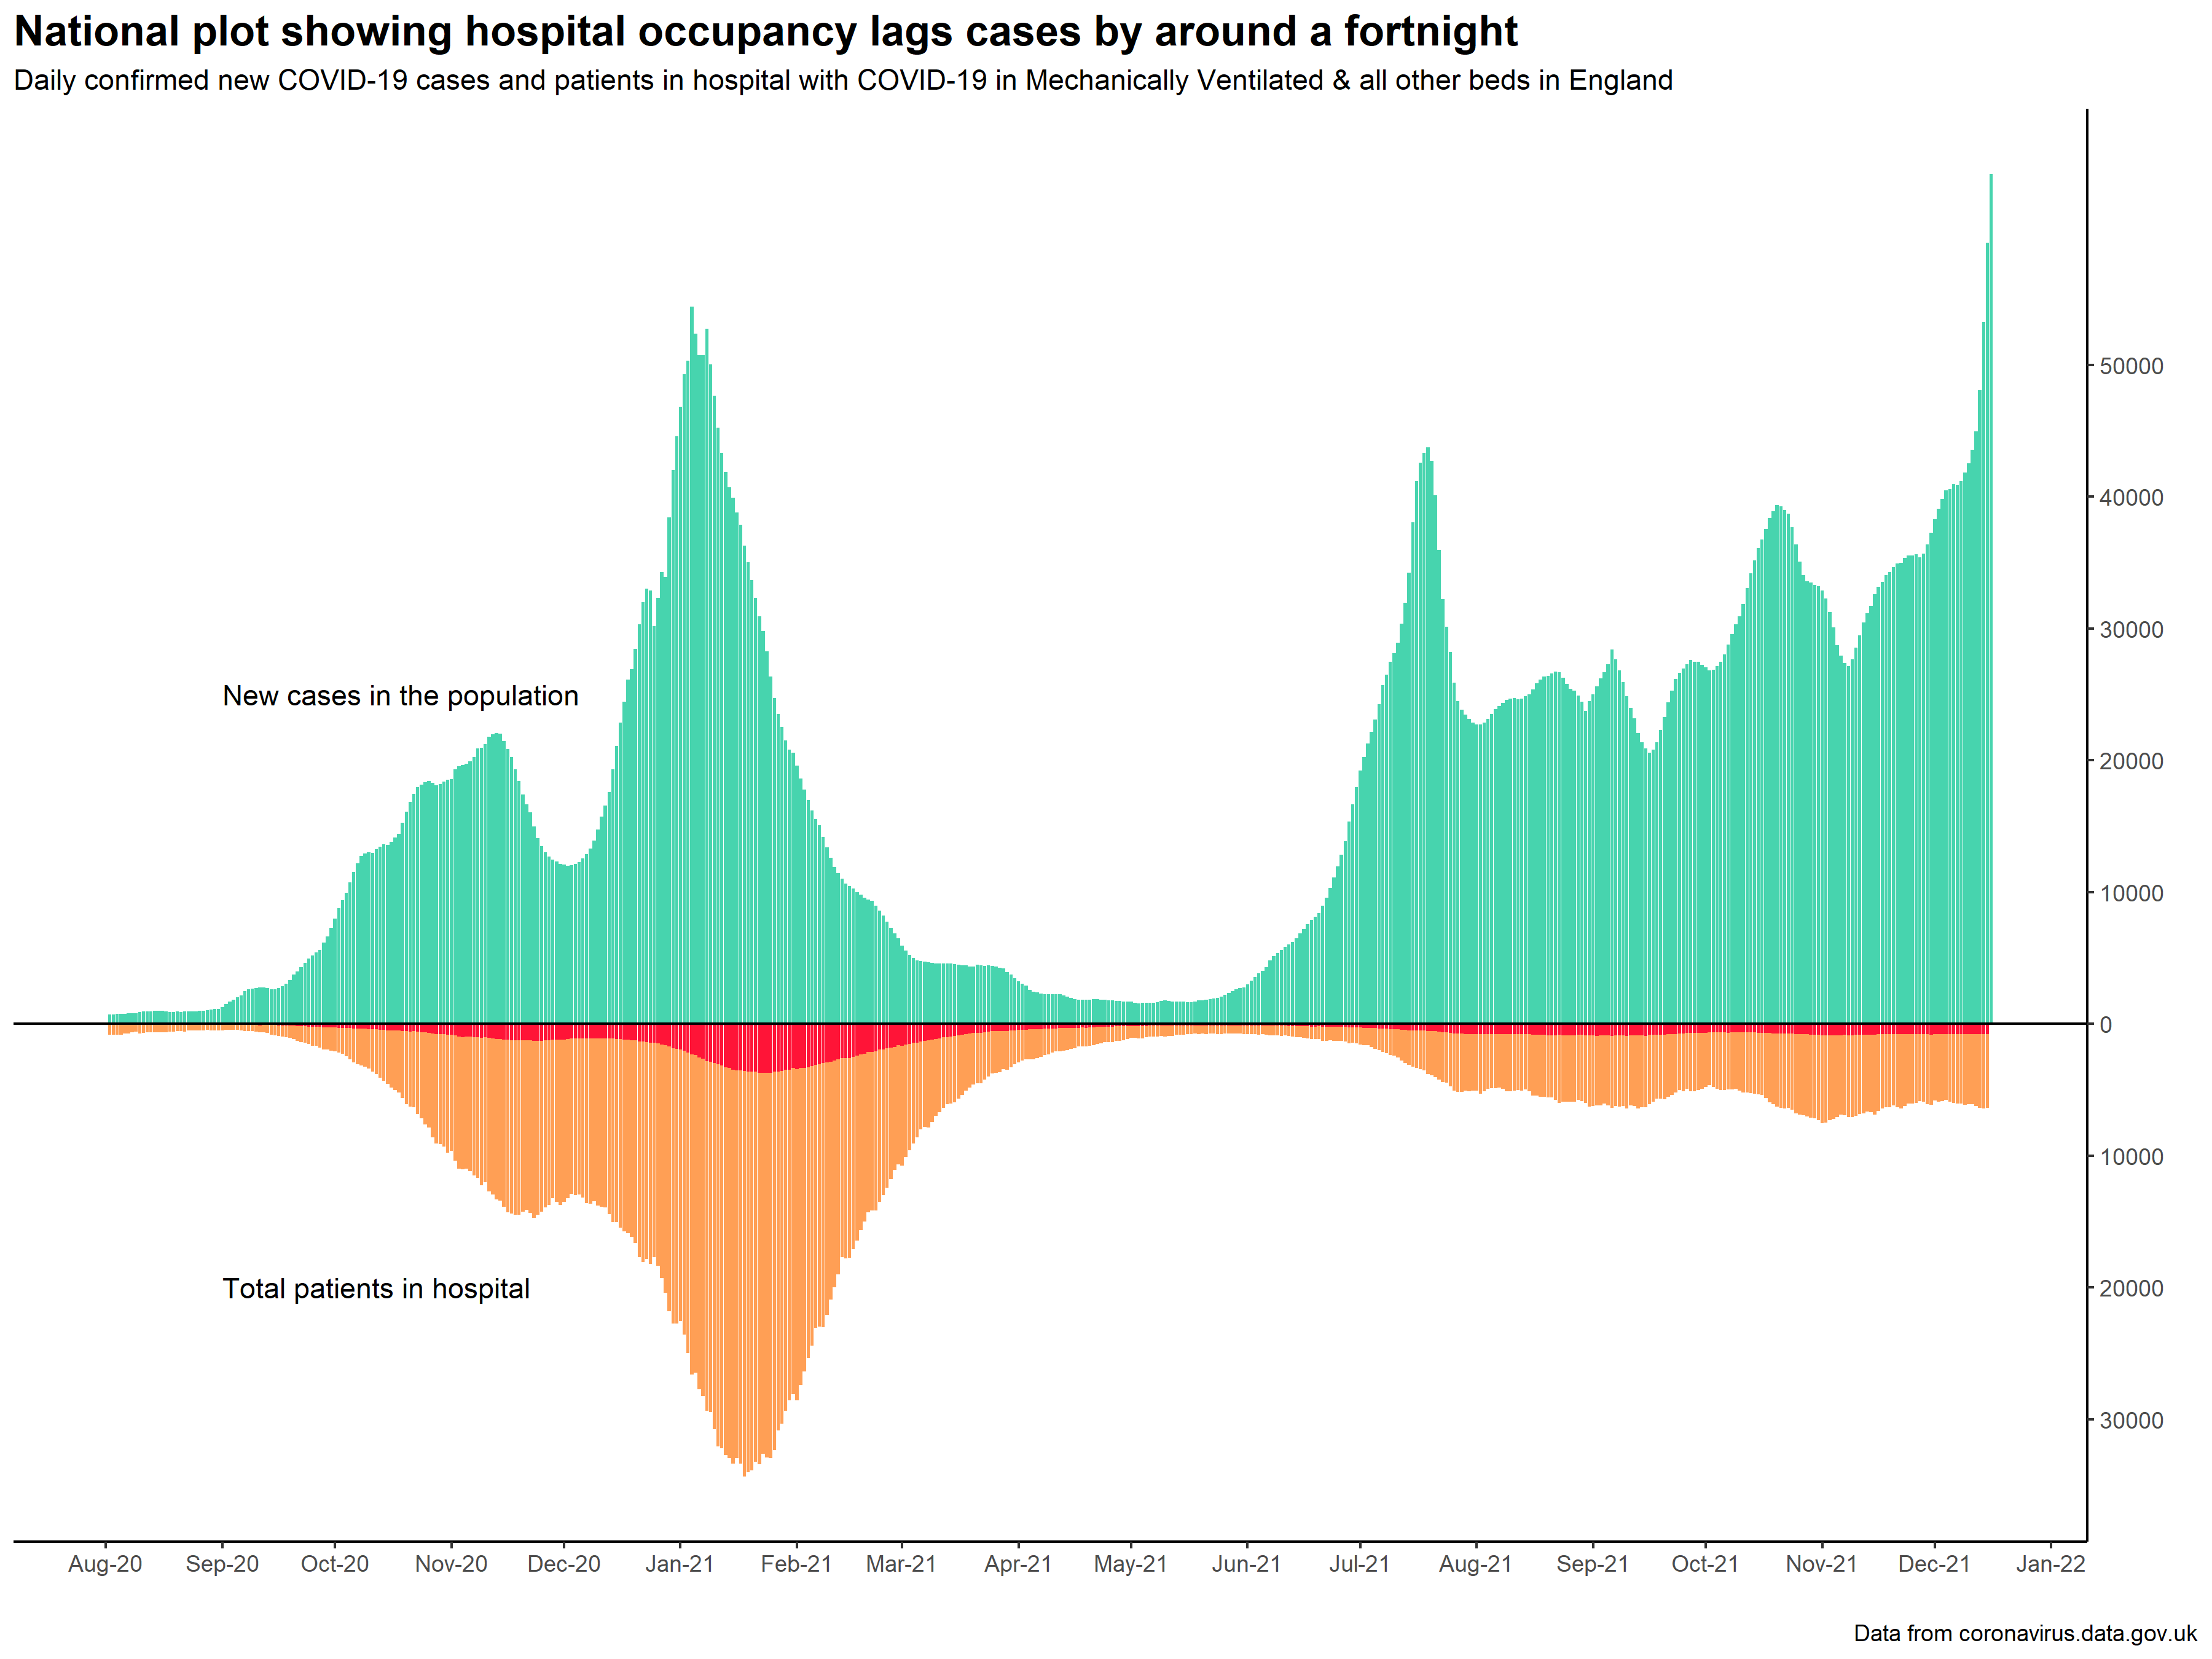 National plot showing hospital occupancy lags cases by around a fortnight
Daily confirmed new COVID-19 cases and patients in hospital with COVID-19 in Mechanically Ventilated & all other beds in England
50000
40000
30000
New cases in the population
20000
10000
0
10000
Total patients in hospital
20000
30000
Aug-20 Sep-20 Oct-20 Nov-20 Dec-20 Jan-21 Feb-21 Mar-21 Apr-21 May-21 Jun-21 Jul-21 Aug-21 Sep-21 Oct-21 Nov-21 Dec-21 Jan-22
Data from coronavirus.data.gov.uk